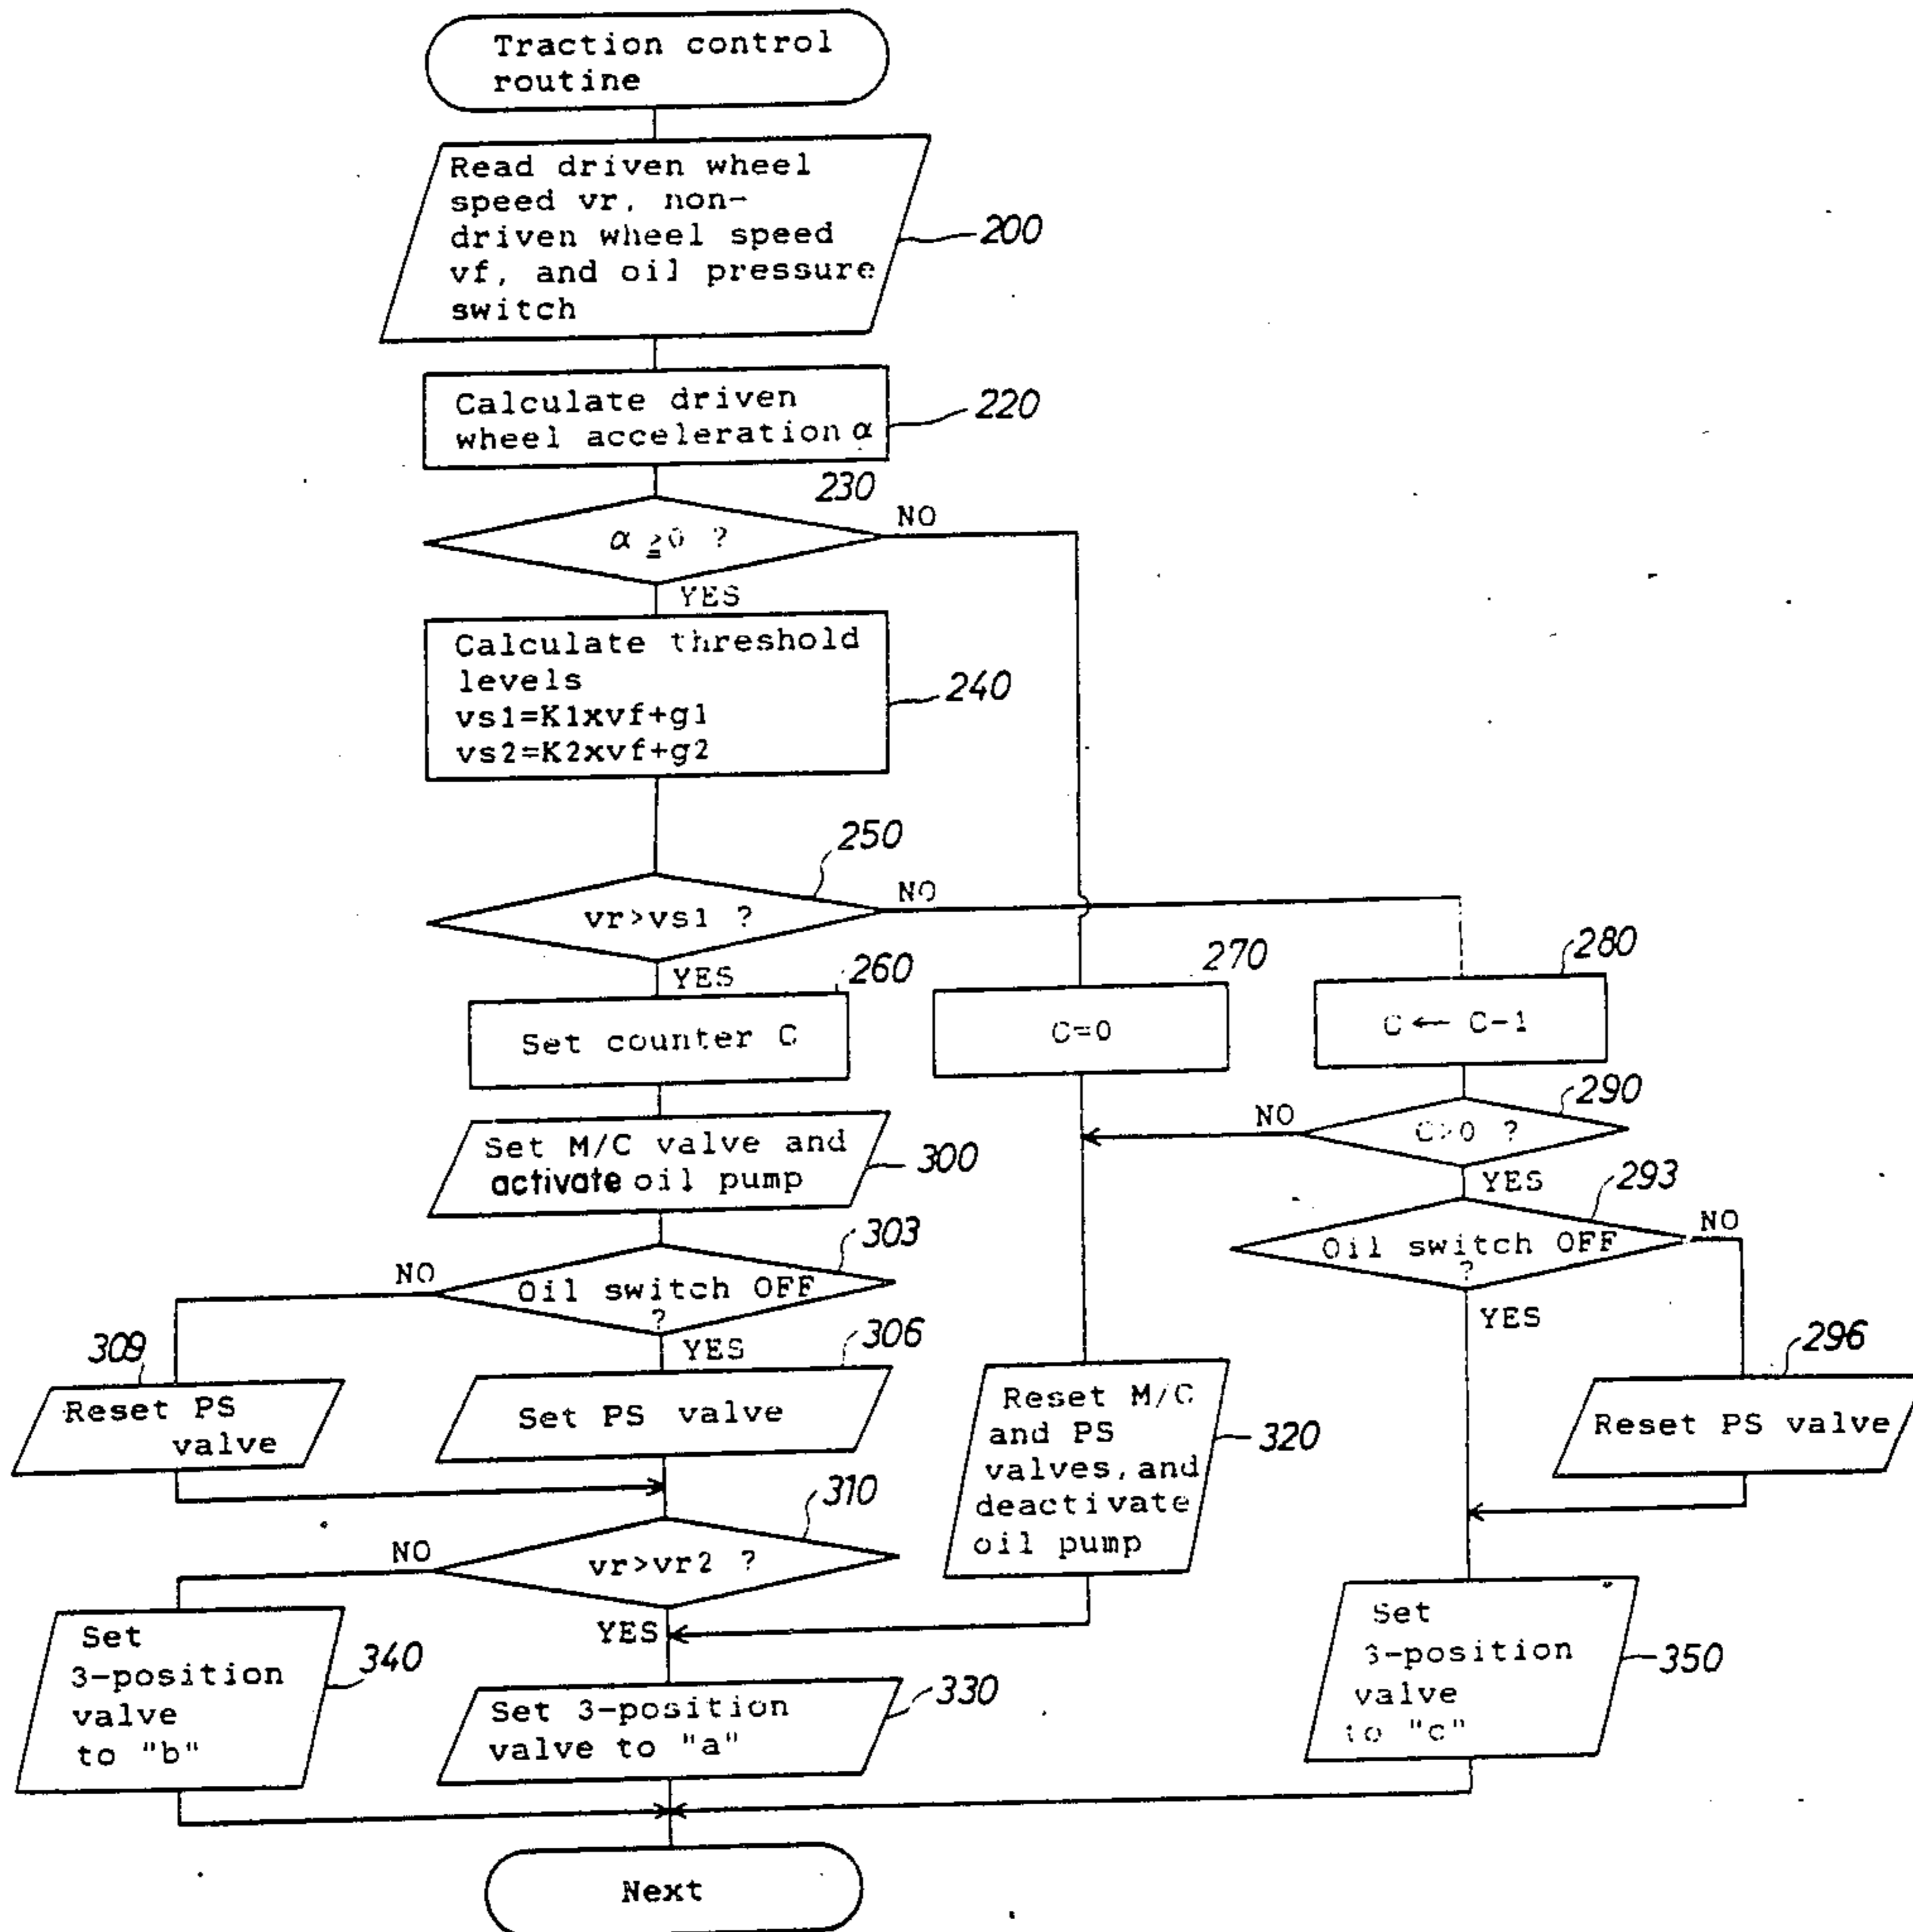 Traction control
routine
Read driven wheel
speed vr, non-
driven wheel speed
vf, and oil pressure
switch
200
Calculate driven
wheel acceleration α
220
230
α ≧0 ?
NO
YES
Calculate threshold
levels
vs1=K1xvf+g1
vs2=K2xvf+g2
240
250
vr>vs1 ?
NO
YES
260
Set counter C
270
C=0
280
C ← C-1
290
C>0 ?
NO
YES
Set M/C valve and
activate oil pump
300
293
Oil switch OFF
?
NO
YES
303
Oil switch OFF
?
NO
YES
309
Reset PS
valve
306
Set PS valve
296
Reset PS valve
Reset M/C
and PS
valves, and
deactivate
oil pump
320
310
vr>vr2 ?
NO
YES
Set
3-position
valve
to "b"
340
Set 3-position
valve to "a"
330
Set
3-position
valve
to "c"
350
Next